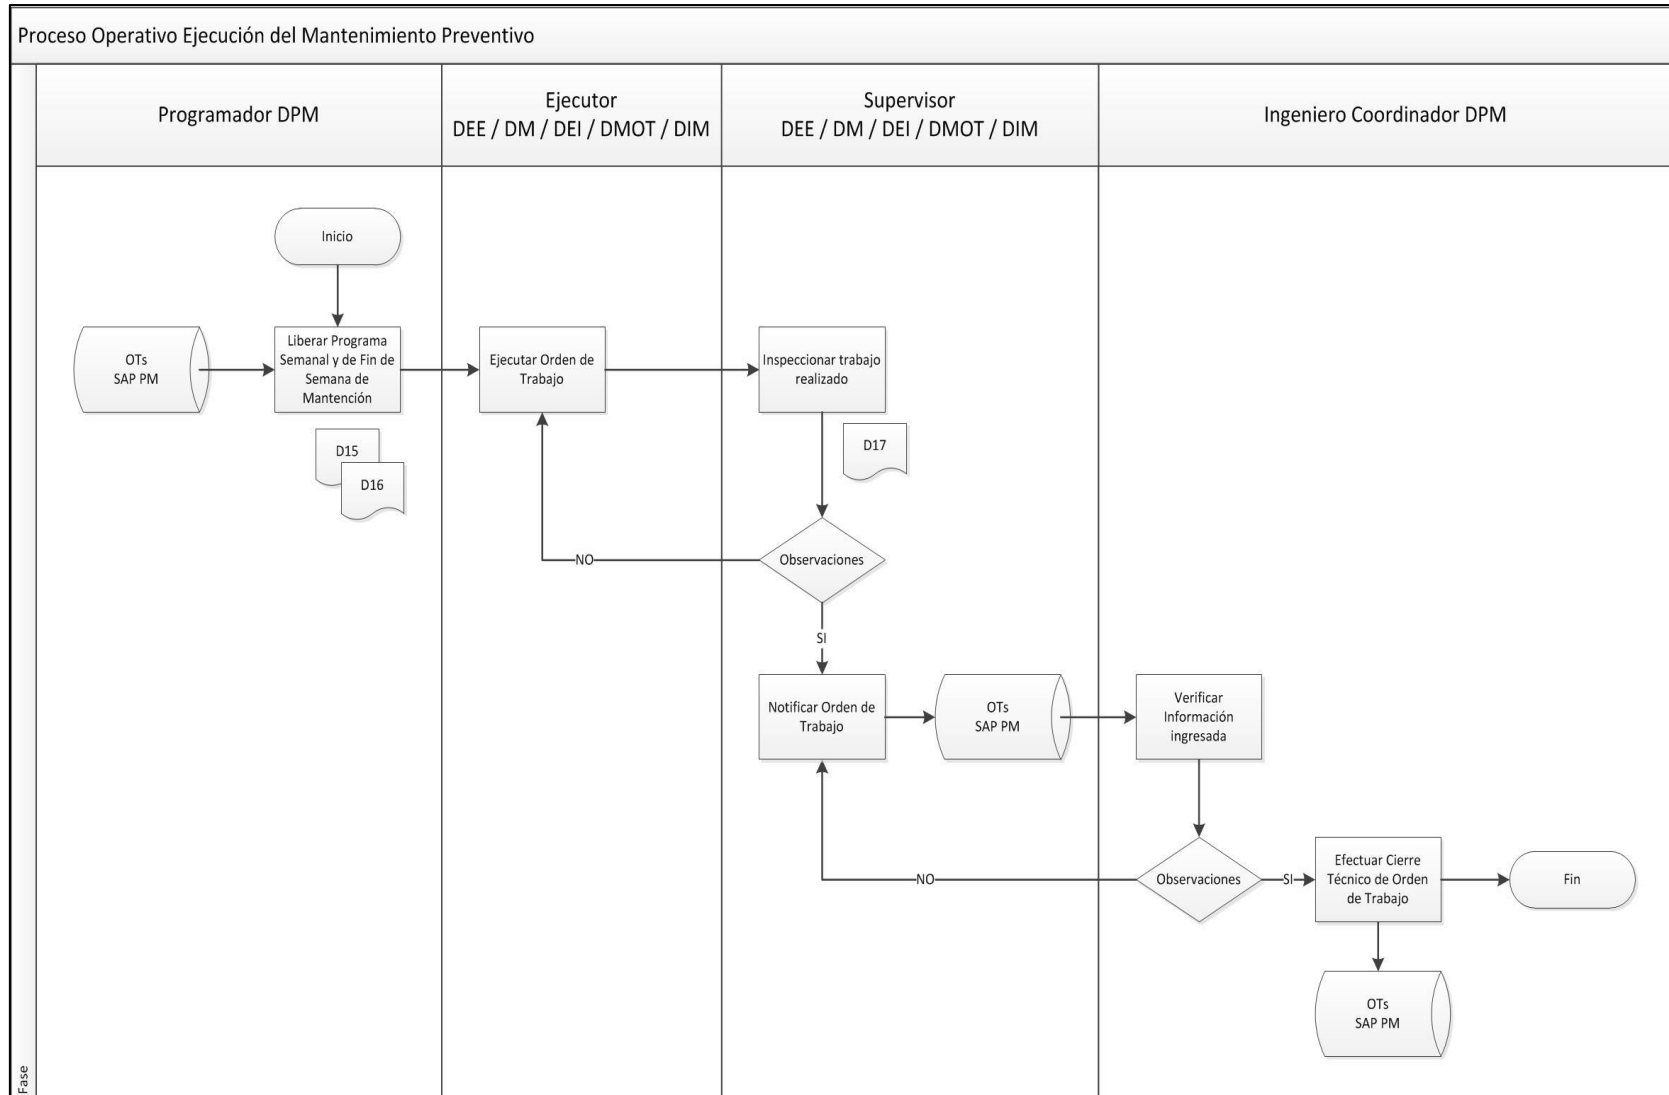 Proceso Operativo Ejecución del Mantenimiento Preventivo
Programador DPM
Ejecutor
DEE / DM / DEI / DMOT / DIM
Supervisor
DEE / DM / DEI / DMOT / DIM
Ingeniero Coordinador DPM
Inicio
OTs
SAP PM
Liberar Programa
Semanal y de Fin de
Semana de
Mantención
D15
D16
Ejecutar Orden de
Trabajo
Inspeccionar trabajo
realizado
D17
Observaciones
NO
SI
Notificar Orden de
Trabajo
OTs
SAP PM
Verificar
Información
ingresada
Observaciones
NO
SI
Efectuar Cierre
Técnico de Orden
de Trabajo
Fin
OTs
SAP PM
Fase